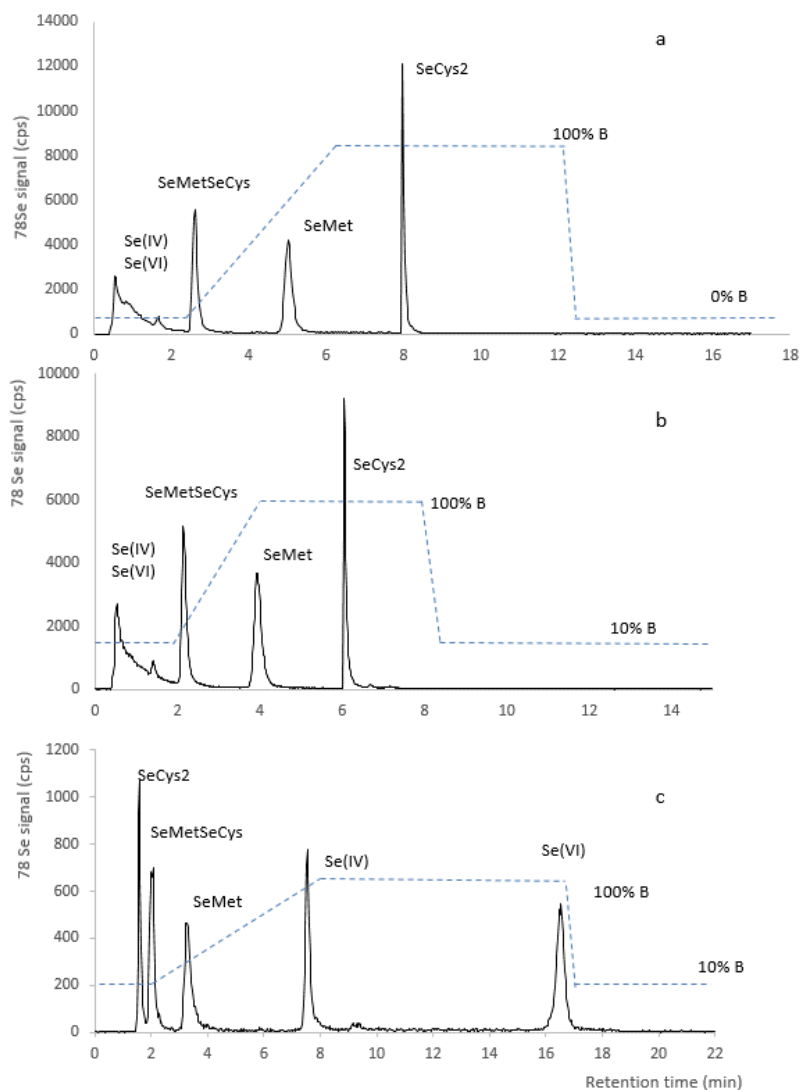 14000
a
12000
SeCys2
10000
100% B
8000
SeMetSeCys
6000
SeMet
Se(IV)
4000
Se(VI)
2000
0% B
0
78Se signal (cps)
0 2 4 6 8 10 12 14 16 18
10000
b
8000
SeCys2
SeMetSeCys
6000
100% B
Se(IV)
SeMet
Se(VI)
4000
2000
10% B
0
78 Se signal (cps)
0 2 4 6 8 10 12 14
1200
SeCys2
c
1000
SeMetSeCys
800
Se(IV)
Se(VI)
SeMet
600
100% B
400
10% B
200
0
78 Se signal (cps)
0 2 4 6 8 10 12 14 16 18 20 22
Retention time (min)